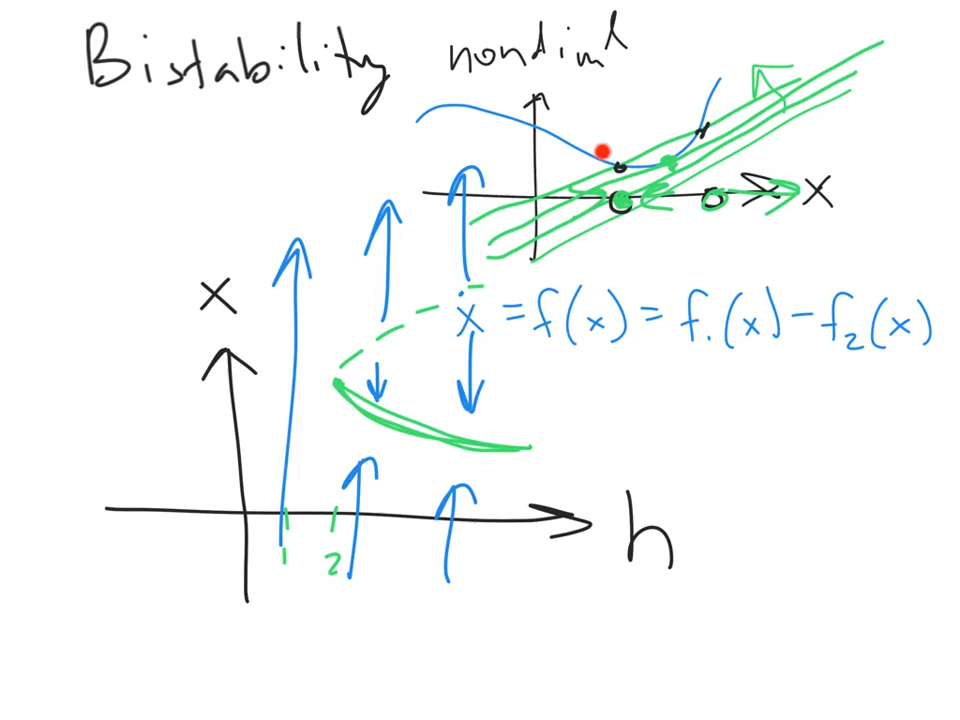 Bistability nondim'l
x
x
ẋ = f(x) = f₁(x) - f₂(x)
1 2
h